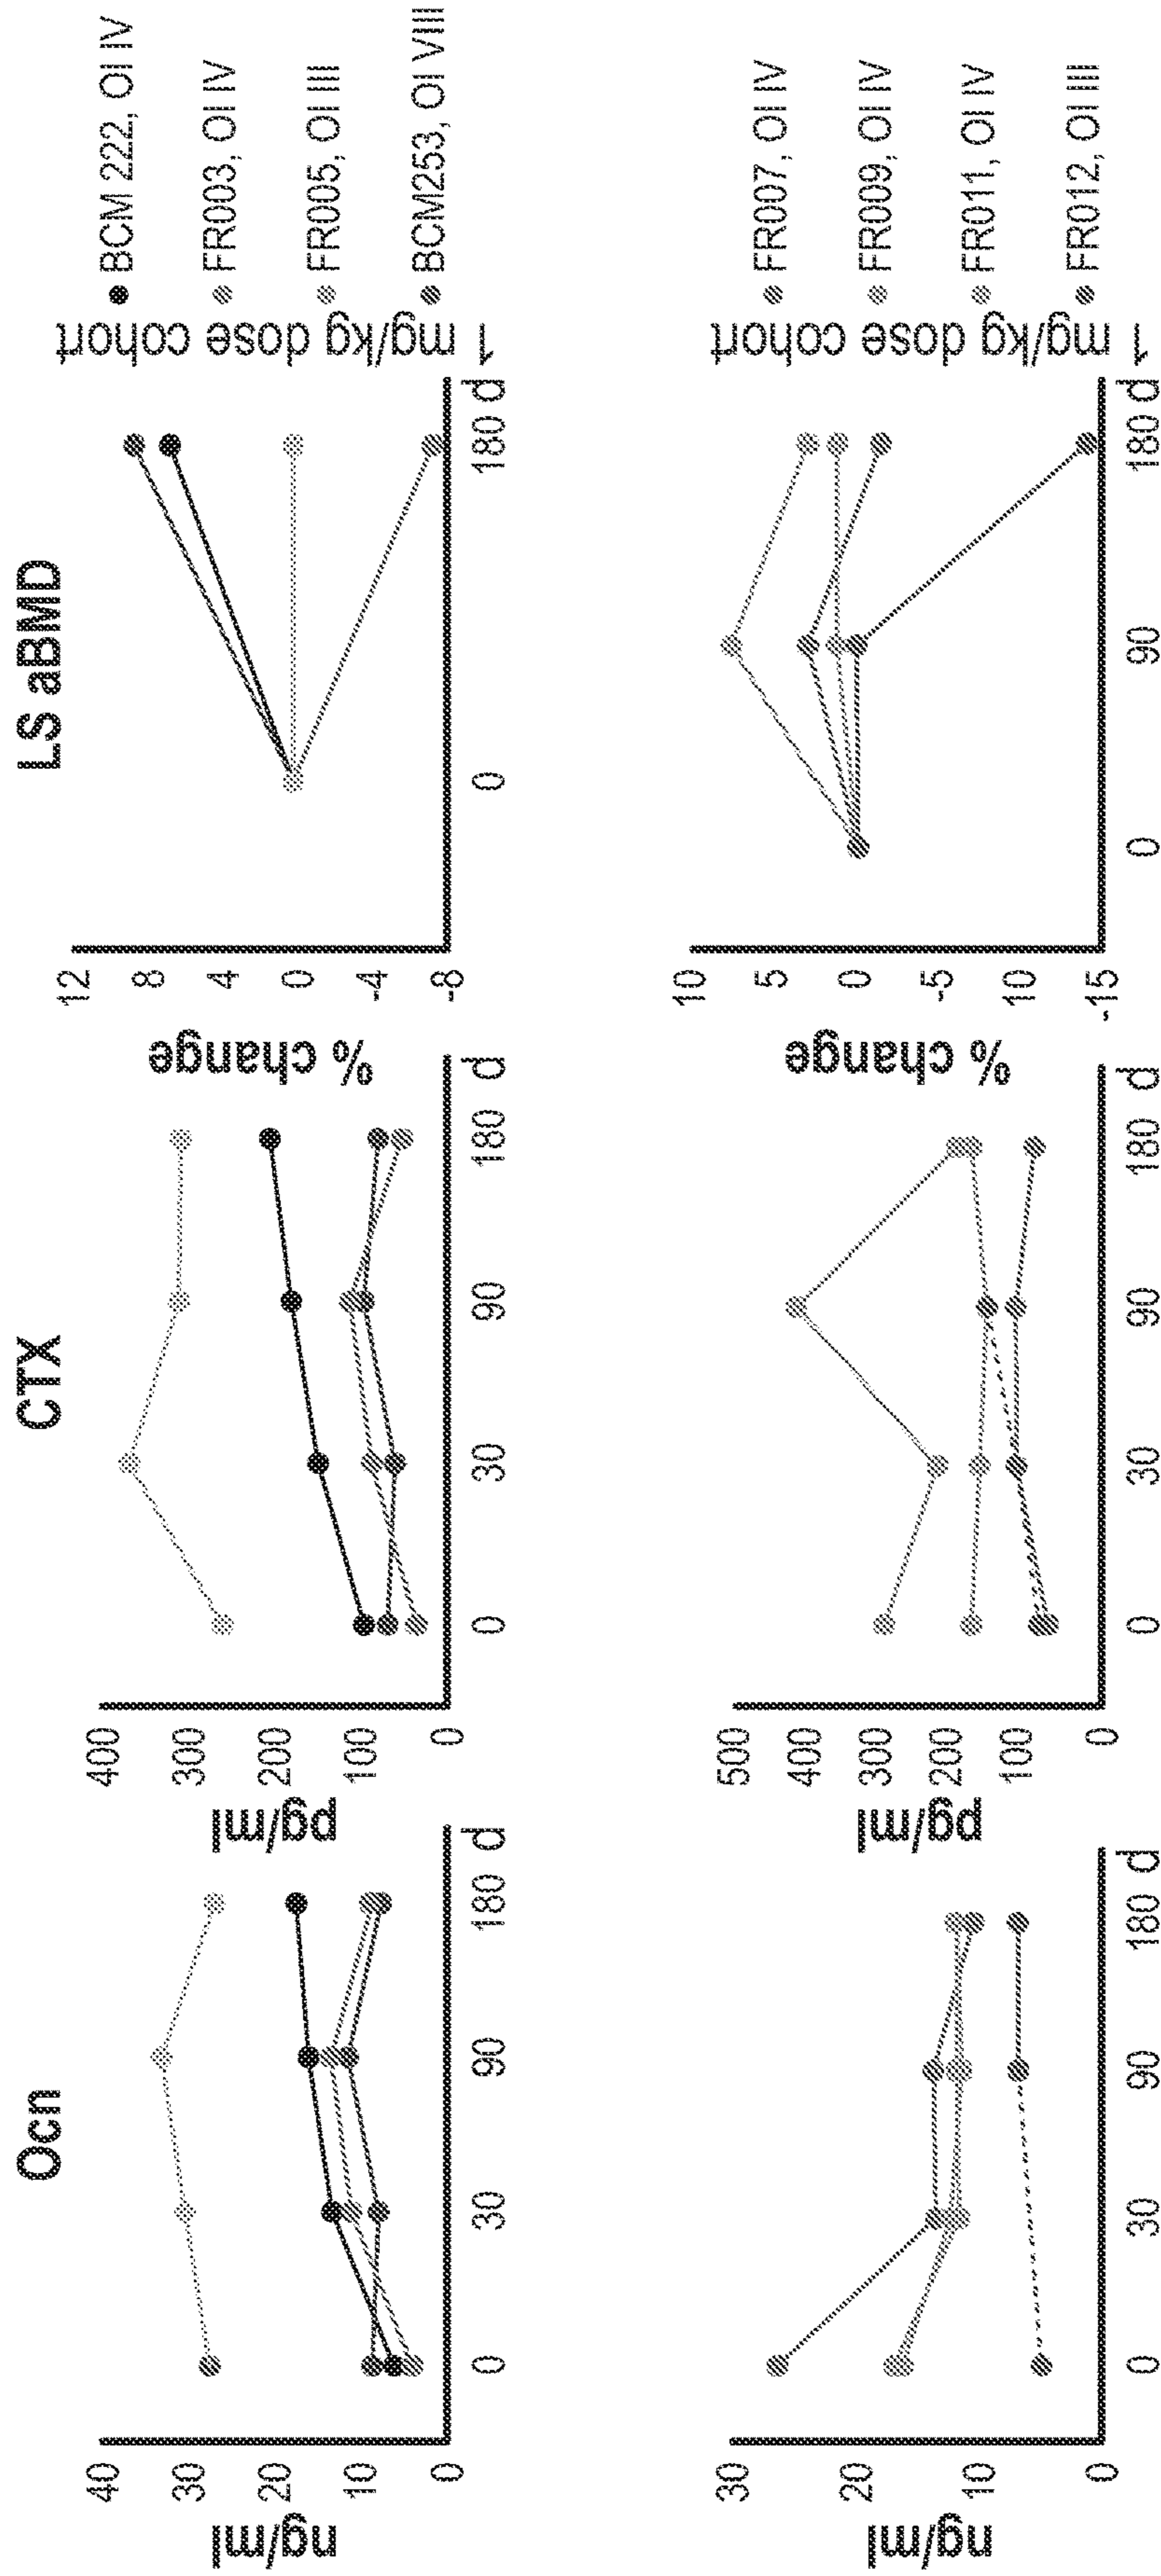 Ocn
ng/ml
40
30
20
10
0
0
30
90
180 d
CTX
pg/ml
400
300
200
100
0
0
30
90
180 d
LS aBMD
% change
12
8
4
0
-4
-8
0
90
180 d
1 mg/kg dose cohort
BCM 222, OI IV
FR003, OI IV
FR005, OI III
BCM253, OI VIII
ng/ml
30
20
10
0
0
30
90
180 d
pg/ml
500
400
300
200
100
0
0
30
90
180 d
% change
10
5
0
-5
-10
-15
0
90
180 d
1 mg/kg dose cohort
FR007, OI IV
FR009, OI IV
FR011, OI IV
FR012, OI III